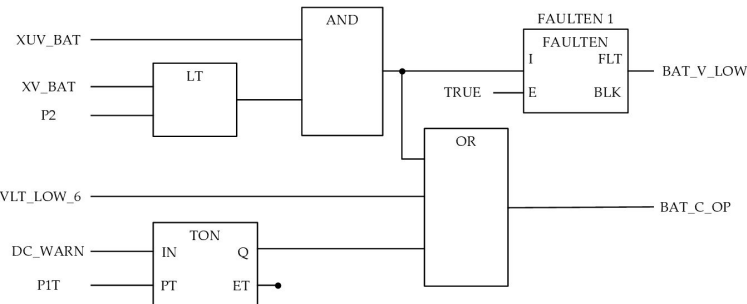 AND
FAULTEN 1
XUV_BAT
FAULTEN
I FLT
BAT_V_LOW
LT
XV_BAT
TRUE
E BLK
P2
OR
VLT_LOW_6
BAT_C_OP
TON
DC_WARN
IN Q
P1T
PT ET